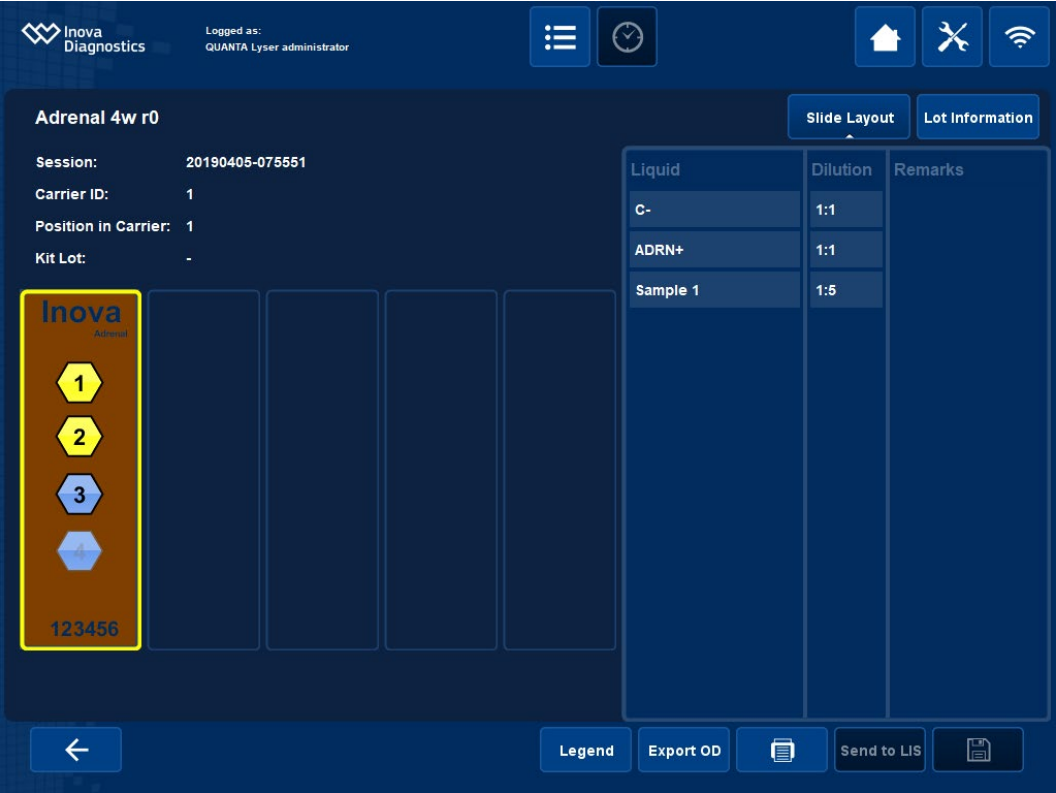 Inova
Diagnostics
Logged as:
QUANTA Lyser administrator
Adrenal 4w r0
Slide Layout
Lot Information
Session: 20190405-075551
Carrier ID: 1
Position in Carrier: 1
Kit Lot: -
Liquid Dilution Remarks
C- 1:1
ADRN+ 1:1
Sample 1 1:5
Inova
Adrenal
1
2
3
4
123456
Legend
Export OD
Send to LIS